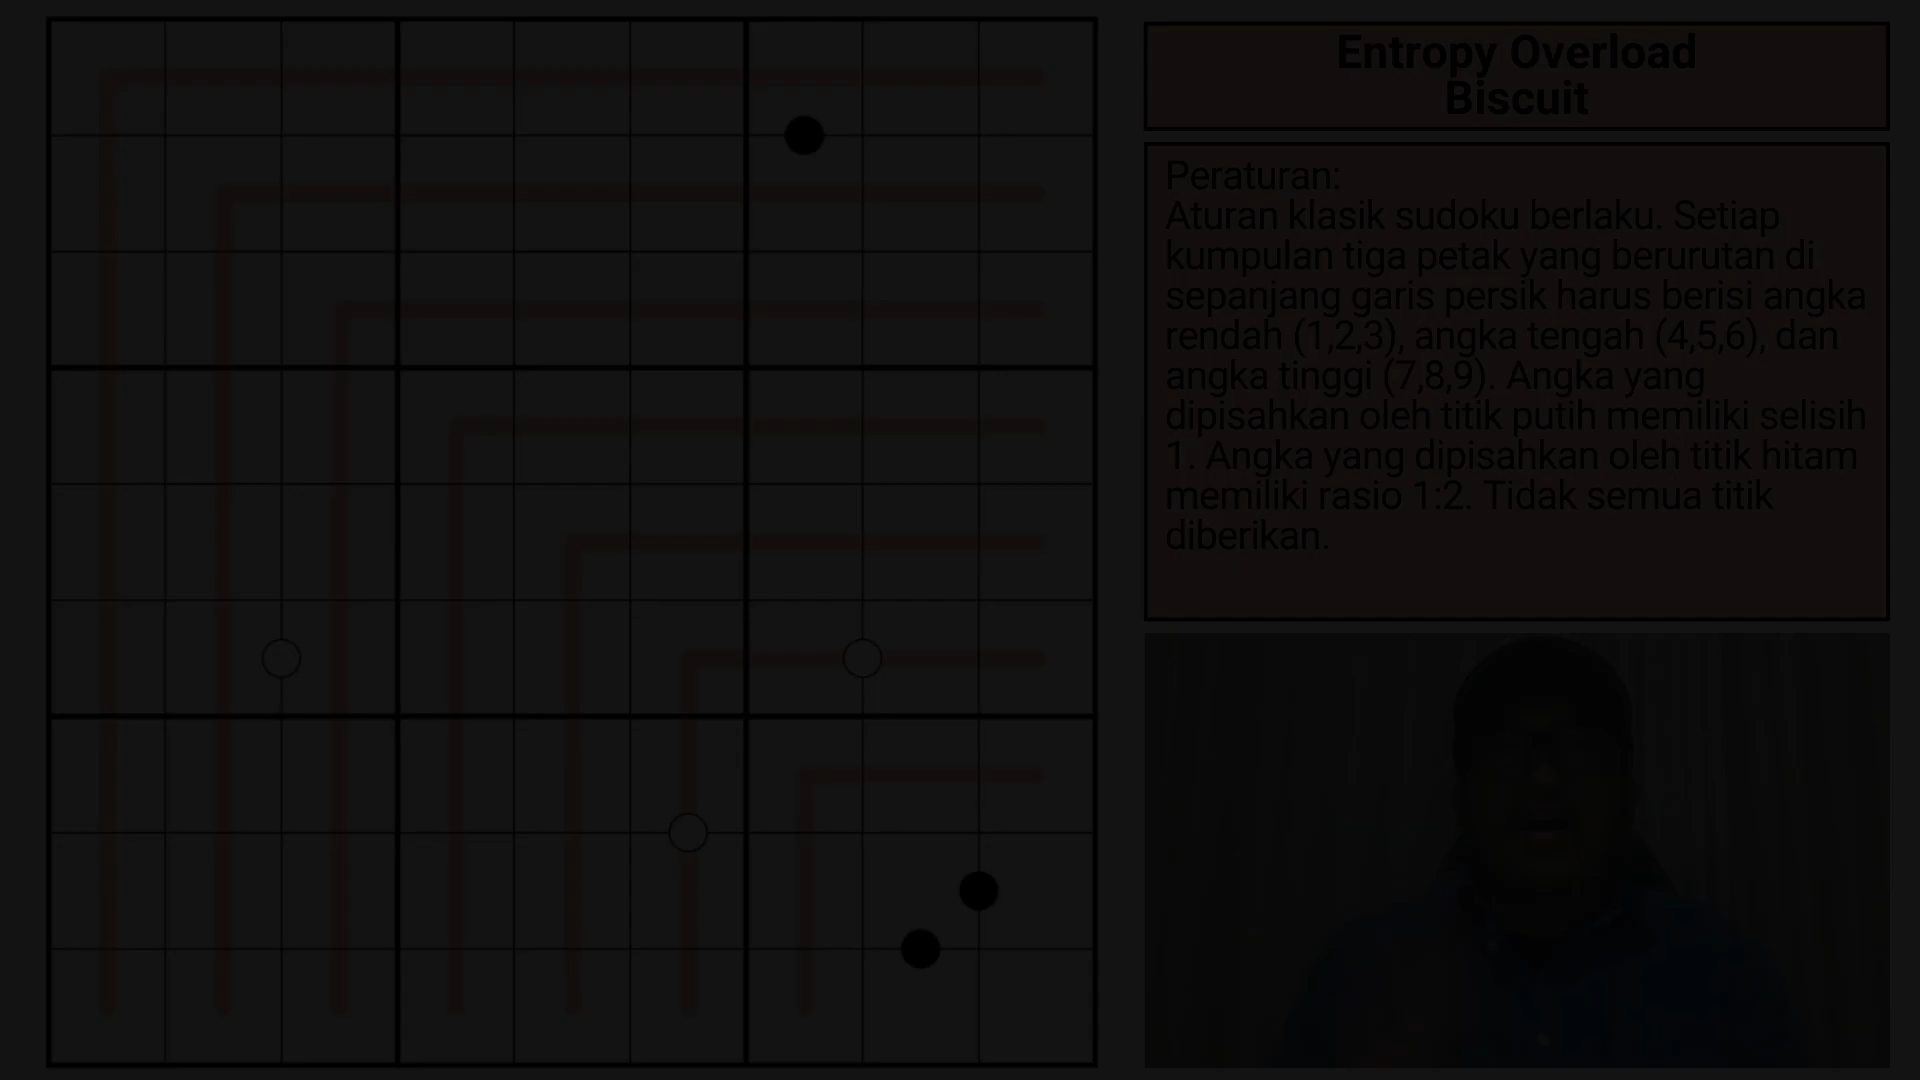 Entropy Overload
Biscuit
Peraturan:
Aturan klasik sudoku berlaku. Setiap
kumpulan tiga petak yang berurutan di
sepanjang garis persik harus berisi angka
rendah (1,2,3), angka tengah (4,5,6), dan
angka tinggi (7,8,9). Angka yang
dipisahkan oleh titik putih memiliki selisih
1. Angka yang dipisahkan oleh titik hitam
memiliki rasio 1:2. Tidak semua titik
diberikan.